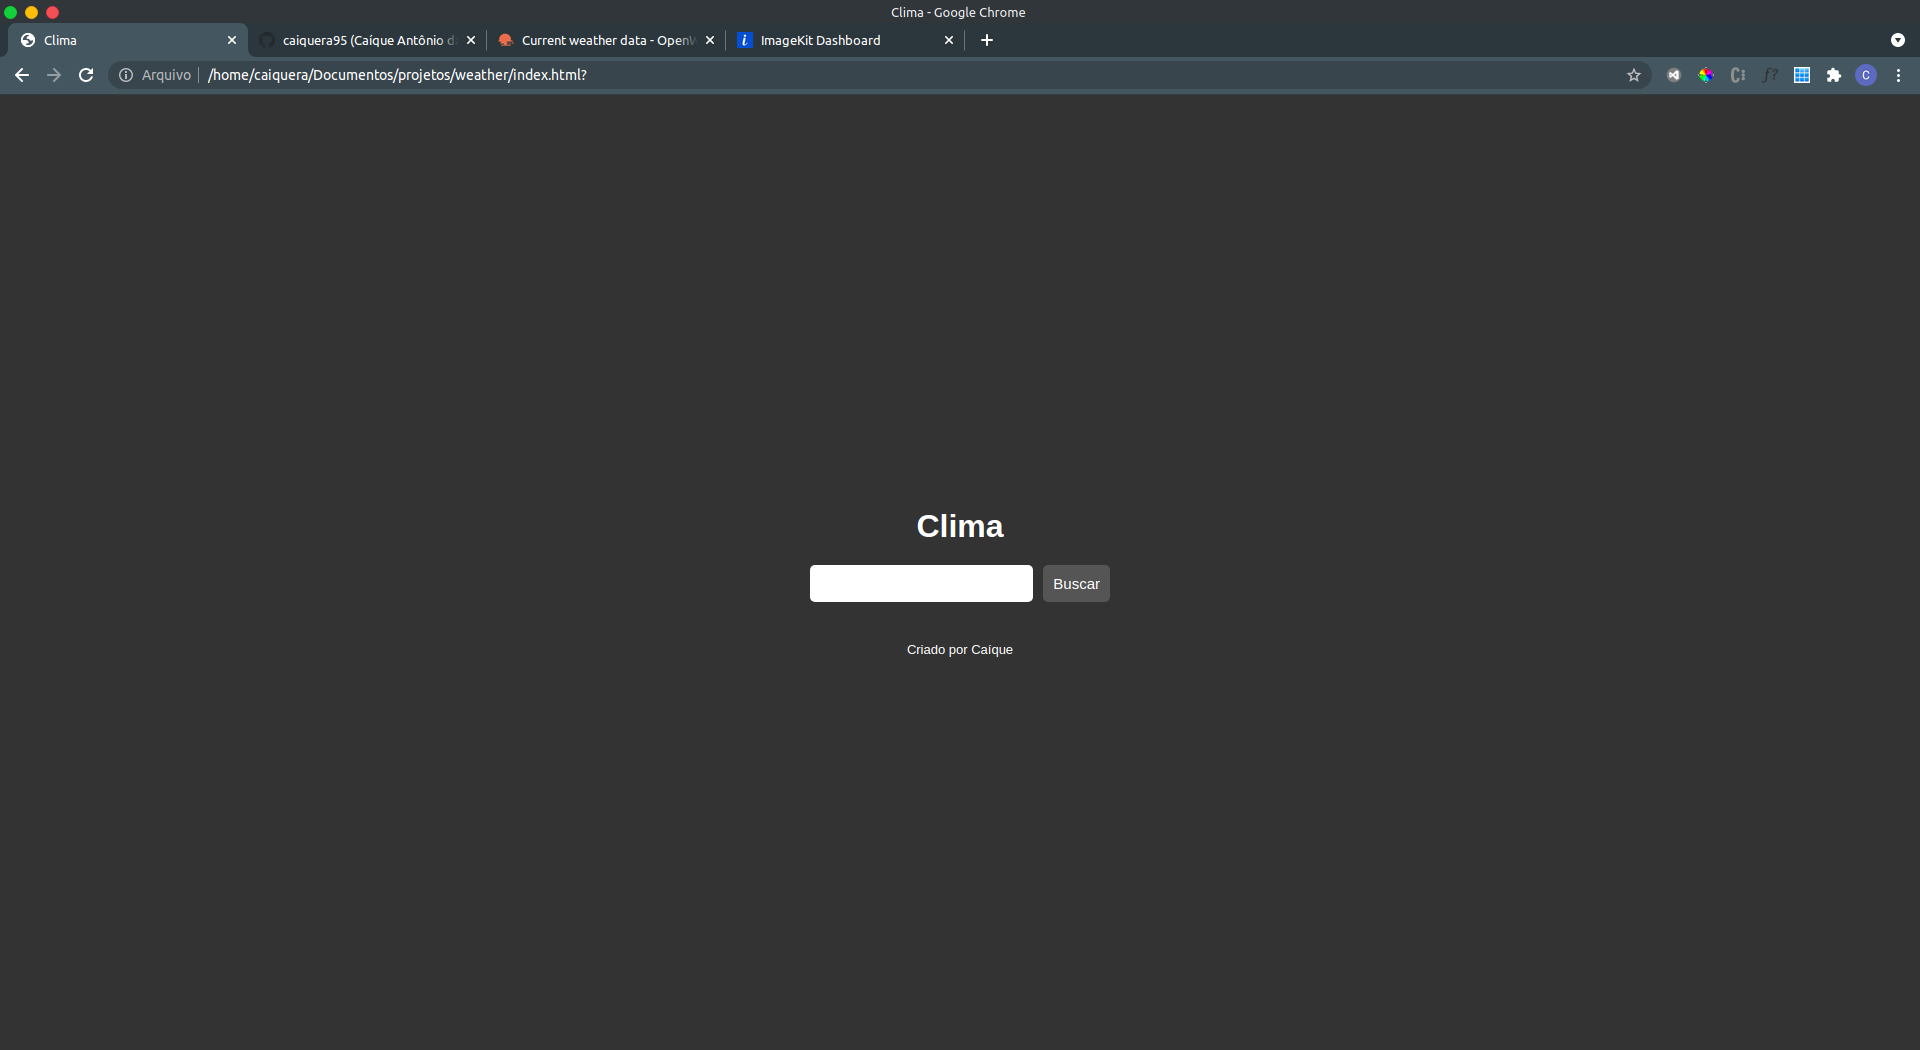 Clima - Google Chrome
Clima
caiquera95 (Caíque Antônio d
Current weather data - Open
ImageKit Dashboard
Arquivo
/home/caiquera/Documentos/projetos/weather/index.html?
f?
C
Clima
Buscar
Criado por Caíque